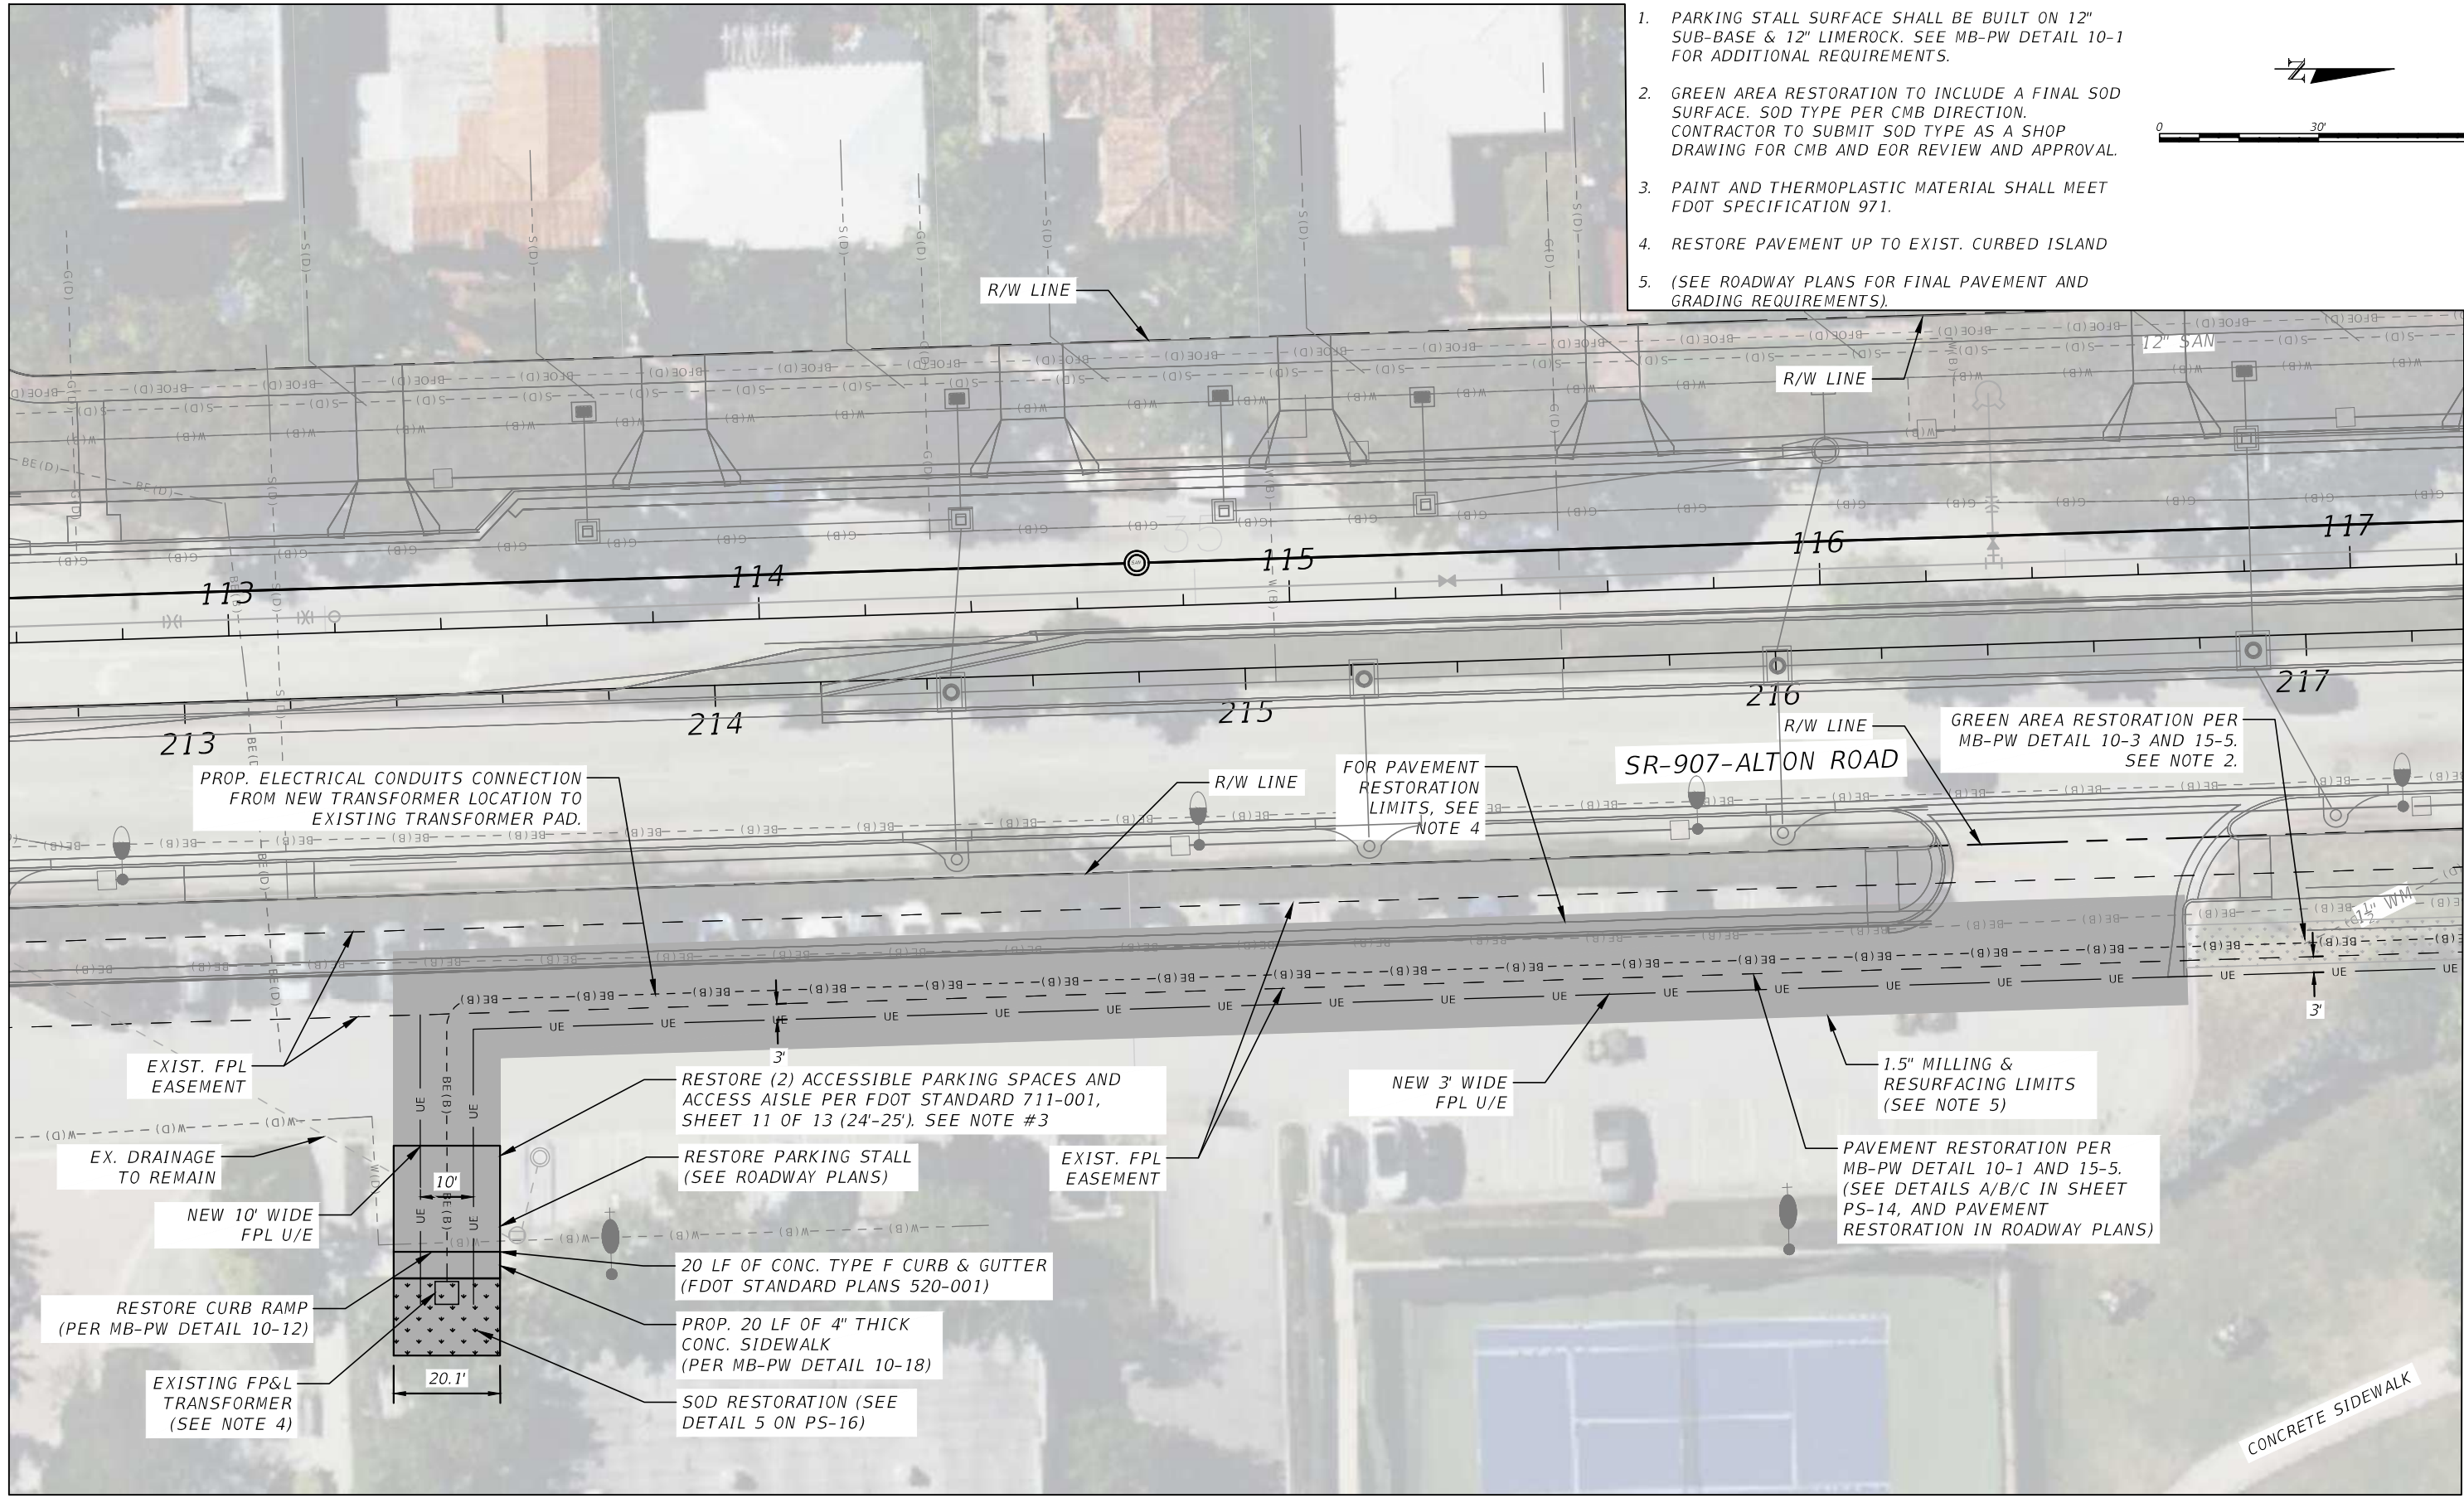 1. PARKING STALL SURFACE SHALL BE BUILT ON 12"
SUB-BASE & 12" LIMEROCK. SEE MB-PW DETAIL 10-1
FOR ADDITIONAL REQUIREMENTS.
2. GREEN AREA RESTORATION TO INCLUDE A FINAL SOD
SURFACE. SOD TYPE PER CMB DIRECTION.
CONTRACTOR TO SUBMIT SOD TYPE AS A SHOP
DRAWING FOR CMB AND EOR REVIEW AND APPROVAL.
3. PAINT AND THERMOPLASTIC MATERIAL SHALL MEET
FDOT SPECIFICATION 971.
4. RESTORE PAVEMENT UP TO EXIST. CURBED ISLAND
5. (SEE ROADWAY PLANS FOR FINAL PAVEMENT AND
GRADING REQUIREMENTS).
N
0 30'
R/W LINE
12" SAN
R/W LINE
113 114 115 116 117
213 214 215 216 217
R/W LINE
SR-907-ALTON ROAD
GREEN AREA RESTORATION PER
MB-PW DETAIL 10-3 AND 15-5.
SEE NOTE 2.
PROP. ELECTRICAL CONDUITS CONNECTION
FROM NEW TRANSFORMER LOCATION TO
EXISTING TRANSFORMER PAD.
R/W LINE
FOR PAVEMENT
RESTORATION
LIMITS, SEE
NOTE 4
1½" WM
3'
3'
EXIST. FPL
EASEMENT
RESTORE (2) ACCESSIBLE PARKING SPACES AND
ACCESS AISLE PER FDOT STANDARD 711-001,
SHEET 11 OF 13 (24'-25'). SEE NOTE #3
NEW 3' WIDE
FPL U/E
1.5" MILLING &
RESURFACING LIMITS
(SEE NOTE 5)
EX. DRAINAGE
TO REMAIN
RESTORE PARKING STALL
(SEE ROADWAY PLANS)
EXIST. FPL
EASEMENT
PAVEMENT RESTORATION PER
MB-PW DETAIL 10-1 AND 15-5.
(SEE DETAILS A/B/C IN SHEET
PS-14, AND PAVEMENT
RESTORATION IN ROADWAY PLANS)
10'
NEW 10' WIDE
FPL U/E
20 LF OF CONC. TYPE F CURB & GUTTER
(FDOT STANDARD PLANS 520-001)
RESTORE CURB RAMP
(PER MB-PW DETAIL 10-12)
PROP. 20 LF OF 4" THICK
CONC. SIDEWALK
(PER MB-PW DETAIL 10-18)
EXISTING FP&L
TRANSFORMER
(SEE NOTE 4)
20.1'
SOD RESTORATION (SEE
DETAIL 5 ON PS-16)
CONCRETE SIDEWALK